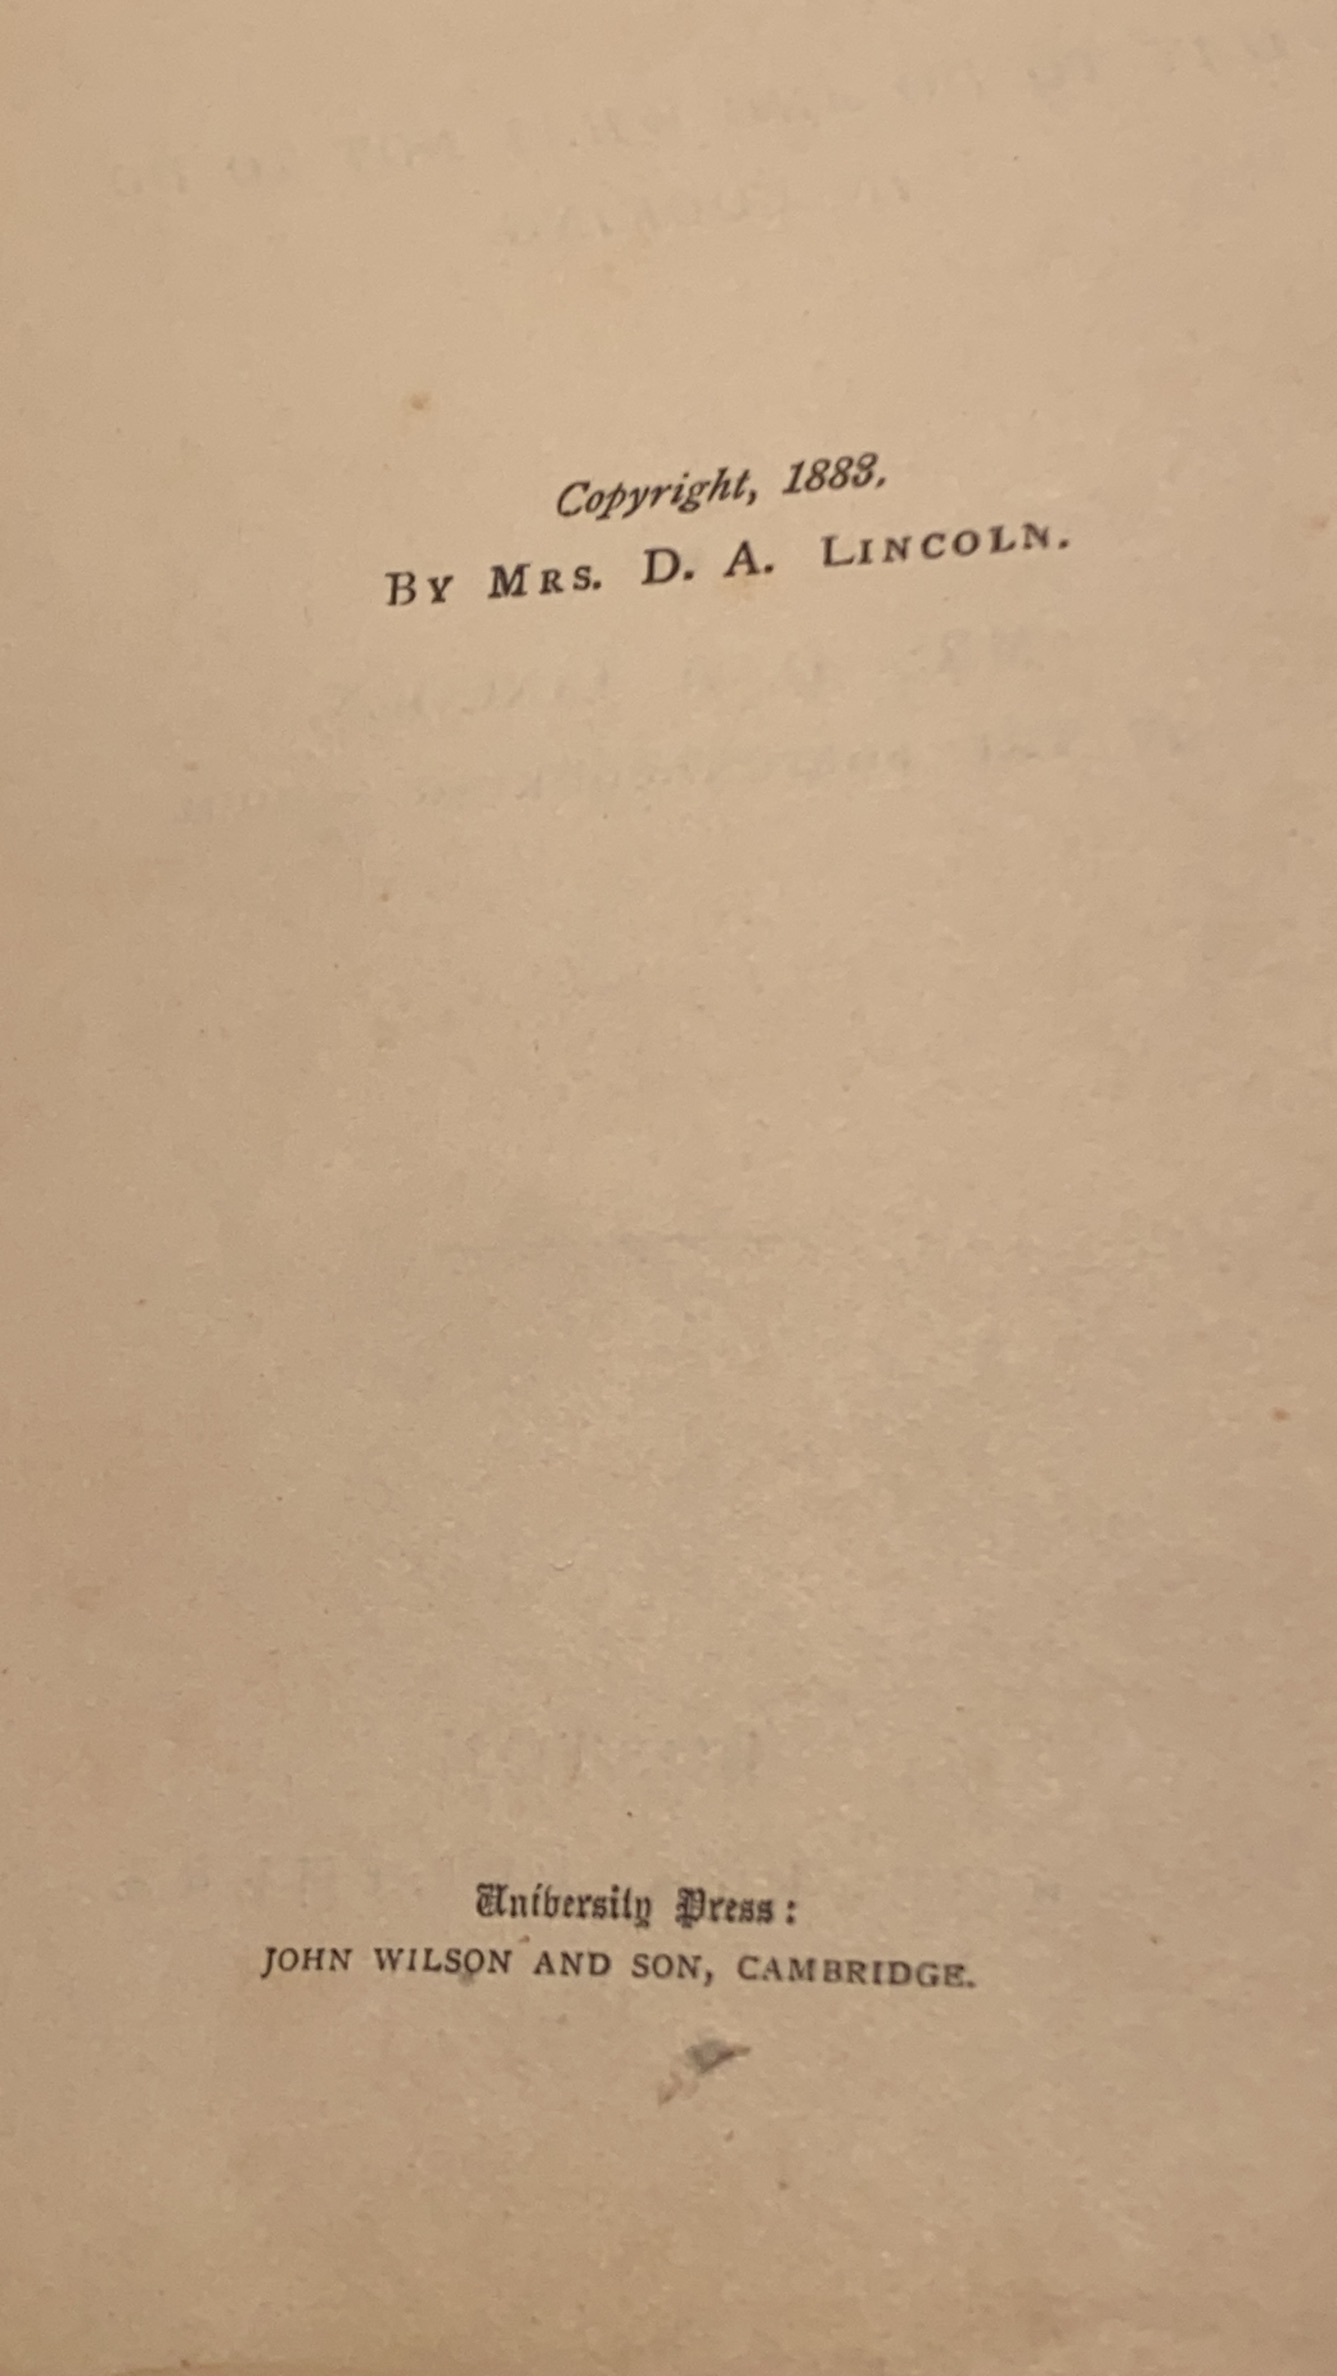 Copyright, 1883,
BY MRS. D. A. LINCOLN.
University Press:
JOHN WILSON AND SON, CAMBRIDGE.